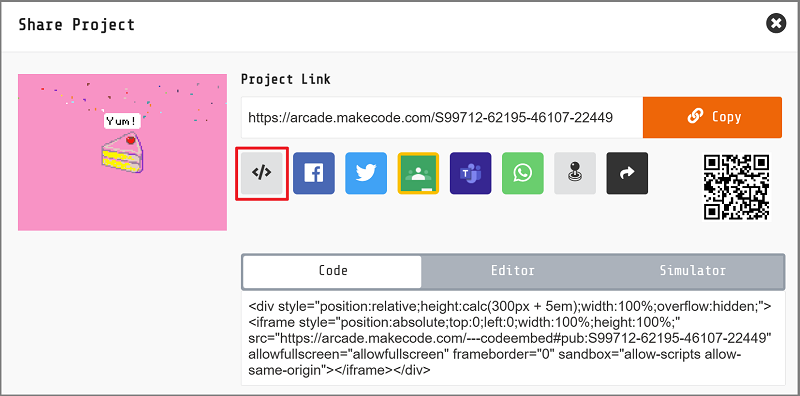 Share Project
Project Link
Yum!
https://arcade.makecode.com/S99712-62195-46107-22449
Copy
</>
Code
Editor
Simulator
<div style="position:relative;height:calc(300px + 5em);width:100%;overflow:hidden;">
<iframe style="position:absolute;top:0;left:0;width:100%;height:100%;"
src="https://arcade.makecode.com/---codeembed#pub:S99712-62195-46107-22449"
allowfullscreen="allowfullscreen" frameborder="0" sandbox="allow-scripts allow-
same-origin"></iframe></div>